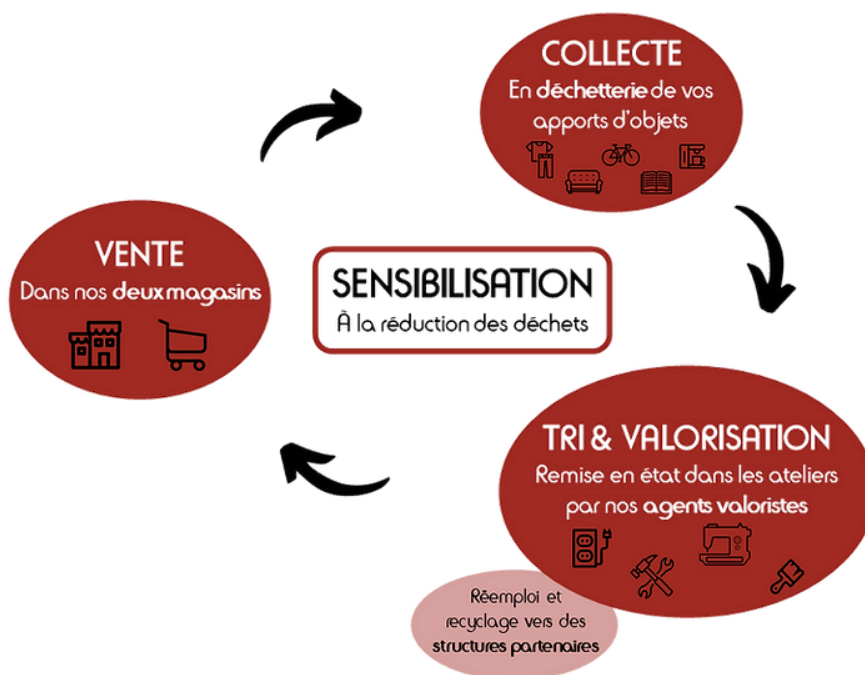 COLLECTE
En déchetterie de vos
apports d'objets
VENTE
Dans nos deux magasins
SENSIBILISATION
À la réduction des déchets
TRI & VALORISATION
Remise en état dans les ateliers
par nos agents valoristes
Réemploi et
recyclage vers des
structures partenaires